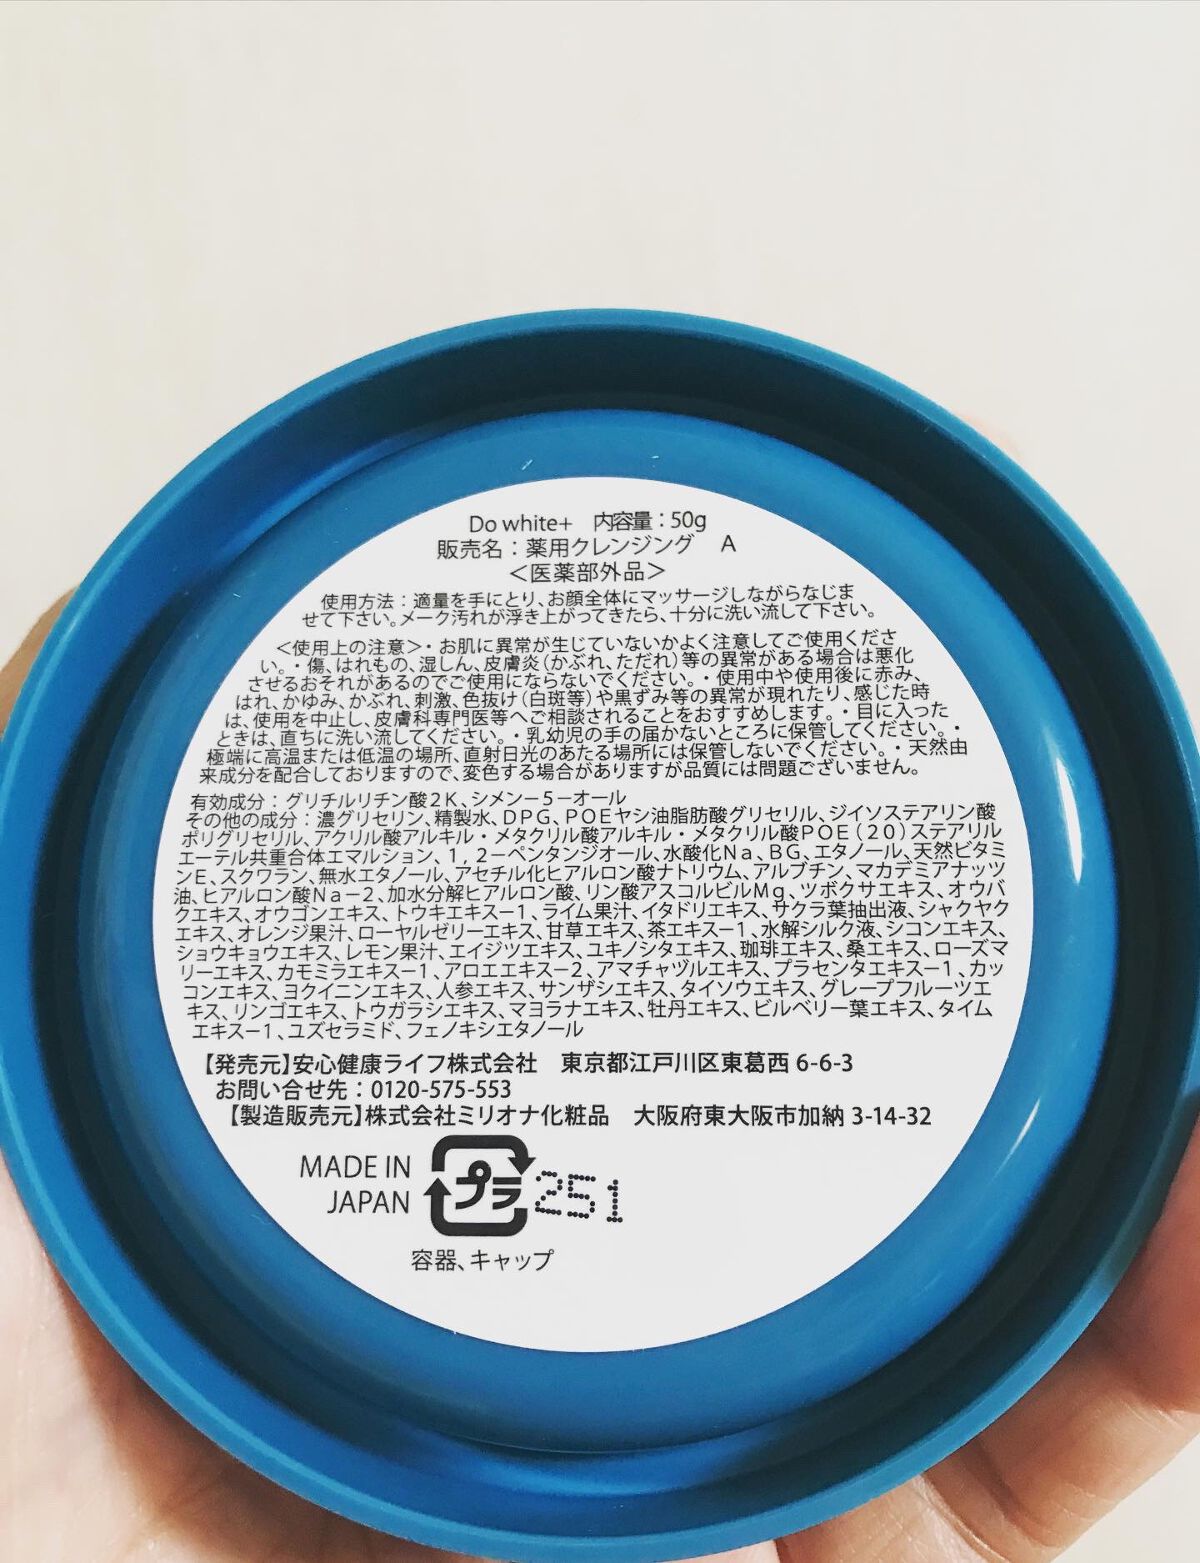 Do white+　内容量：50g
販売名：薬用クレンジング　A
＜医薬部外品＞
使用方法：適量を手にとり、お顔全体にマッサージしながらなじま
せて下さい。メーク汚れが浮き上がってきたら、十分に洗い流して下さい。
＜使用上の注意＞・お肌に異常が生じていないかよく注意してご使用くださ
い。・傷、はれもの、湿しん、皮膚炎（かぶれ、ただれ）等の異常がある場合は悪化
させるおそれがあるのでご使用にならないでください。・使用中や使用後に赤み、
はれ、かゆみ、かぶれ、刺激、色抜け（白斑等）や黒ずみ等の異常が現れたり、感じた時
は、使用を中止し、皮膚科専門医等へご相談されることをおすすめします。・目に入った
ときは、直ちに洗い流してください。・乳幼児の手の届かないところに保管してください。・
極端に高温または低温の場所、直射日光のあたる場所には保管しないでください。・天然由
来成分を配合しておりますので、変色する場合がありますが品質には問題ございません。
有効成分：グリチルリチン酸2K、シメン－5－オール
その他の成分：濃グリセリン、精製水、DPG、POEヤシ油脂肪酸グリセリル、ジイソステアリン酸
ポリグリセリル、アクリル酸アルキル・メタクリル酸アルキル・メタクリル酸POE（20）ステアリル
エーテル共重合体エマルション、1，2－ペンタンジオール、水酸化Na、BG、エタノール、天然ビタミ
ンE、スクワラン、無水エタノール、アセチル化ヒアルロン酸ナトリウム、アルブチン、マカデミアナッツ
油、ヒアルロン酸Na－2、加水分解ヒアルロン酸、リン酸アスコルビルMg、ツボクサエキス、オウバ
クエキス、オウゴンエキス、トウキエキス－1、ライム果汁、イタドリエキス、サクラ葉抽出液、シャクヤク
エキス、オレンジ果汁、ローヤルゼリーエキス、甘草エキス、茶エキス－1、水解シルク液、シコンエキス、
ショウキョウエキス、レモン果汁、エイジツエキス、ユキノシタエキス、珈琲エキス、桑エキス、ローズマ
リーエキス、カモミラエキス－1、アロエエキス－2、アマチャヅルエキス、プラセンタエキス－1、カッ
コンエキス、ヨクイニンエキス、人参エキス、サンザシエキス、タイソウエキス、グレープフルーツエ
キス、リンゴエキス、トウガラシエキス、マヨラナエキス、牡丹エキス、ビルベリー葉エキス、タイム
エキス－1、ユズセラミド、フェノキシエタノール
【発売元】安心健康ライフ株式会社　東京都江戸川区東葛西 6-6-3
お問い合せ先：0120-575-553
【製造販売元】株式会社ミリオナ化粧品　大阪府東大阪市加納 3-14-32
MADE IN
JAPAN
プラ
251
容器、キャップ